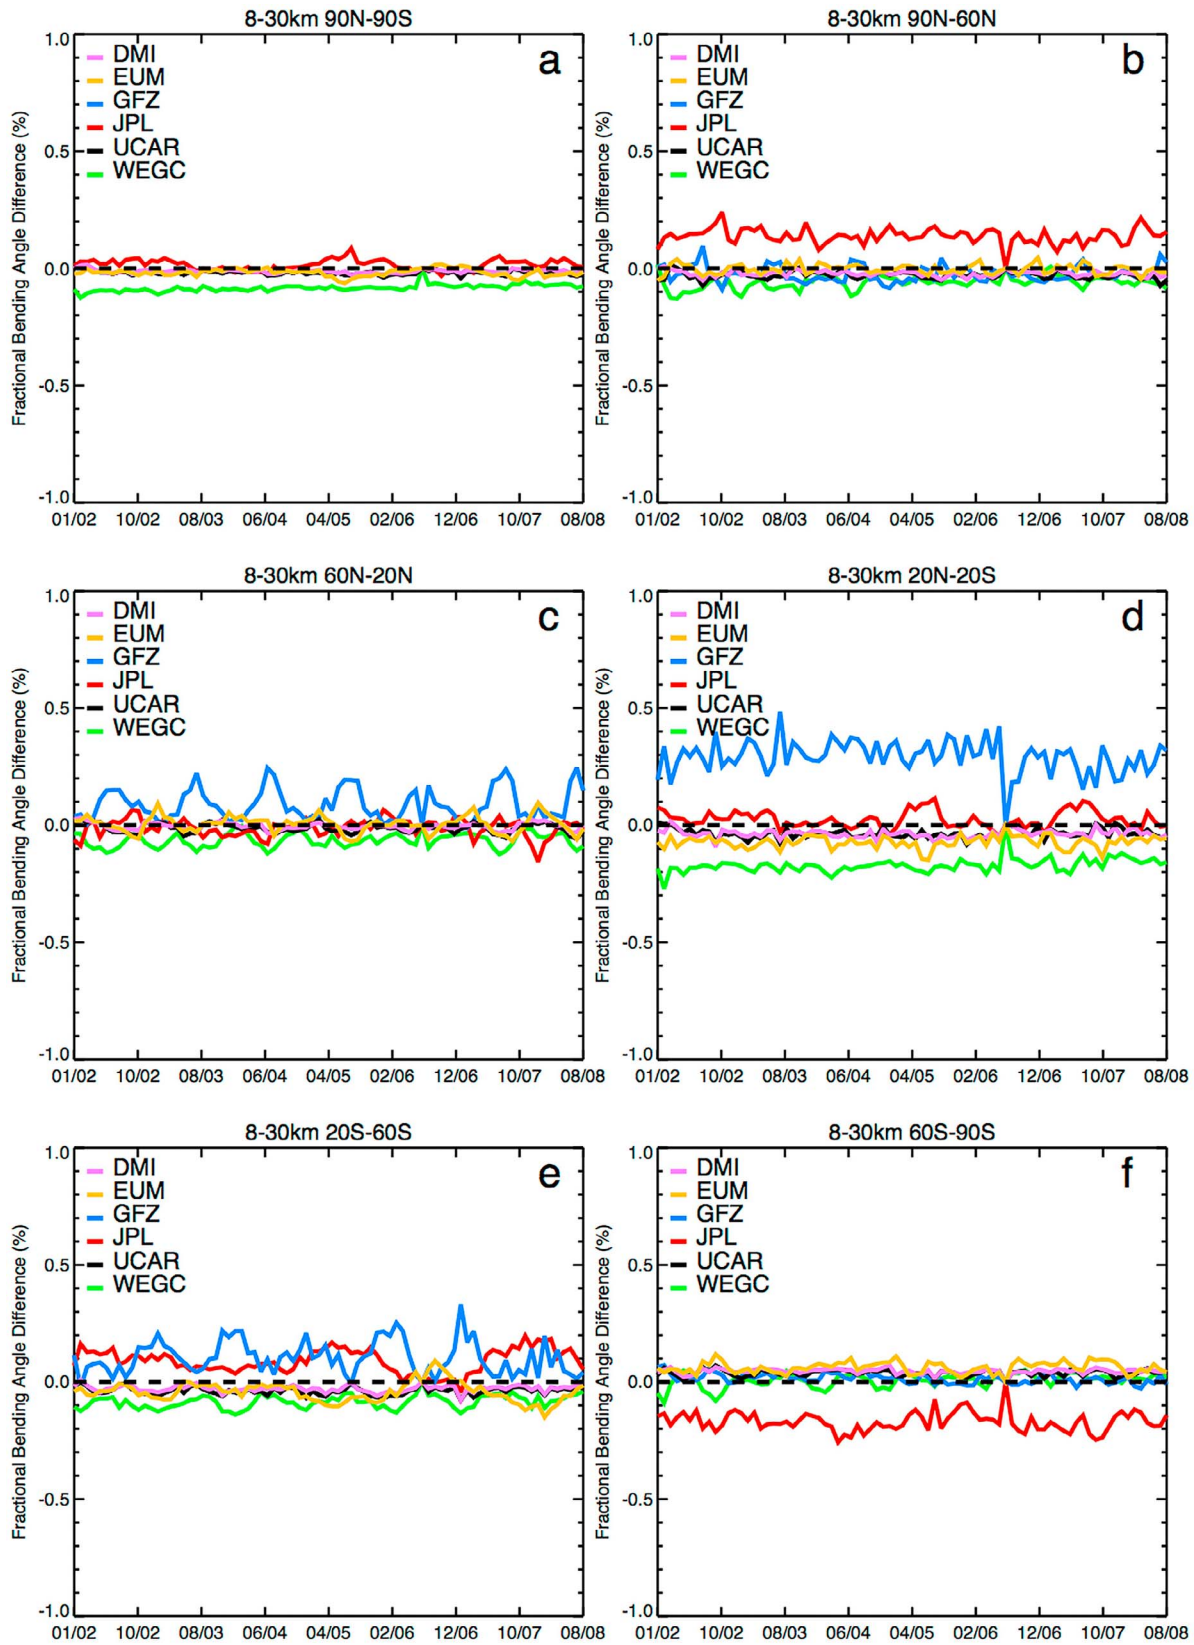 8-30km 90N-90S
a
DMI
EUM
GFZ
JPL
UCAR
WEGC
Fractional Bending Angle Difference (%)
1.0
0.5
0.0
-0.5
-1.0
01/02 10/02 08/03 06/04 04/05 02/06 12/06 10/07 08/08
8-30km 90N-60N
b
DMI
EUM
GFZ
JPL
UCAR
WEGC
Fractional Bending Angle Difference (%)
1.0
0.5
0.0
-0.5
-1.0
01/02 10/02 08/03 06/04 04/05 02/06 12/06 10/07 08/08
8-30km 60N-20N
c
DMI
EUM
GFZ
JPL
UCAR
WEGC
Fractional Bending Angle Difference (%)
1.0
0.5
0.0
-0.5
-1.0
01/02 10/02 08/03 06/04 04/05 02/06 12/06 10/07 08/08
8-30km 20N-20S
d
DMI
EUM
GFZ
JPL
UCAR
WEGC
Fractional Bending Angle Difference (%)
1.0
0.5
0.0
-0.5
-1.0
01/02 10/02 08/03 06/04 04/05 02/06 12/06 10/07 08/08
8-30km 20S-60S
e
DMI
EUM
GFZ
JPL
UCAR
WEGC
Fractional Bending Angle Difference (%)
1.0
0.5
0.0
-0.5
-1.0
01/02 10/02 08/03 06/04 04/05 02/06 12/06 10/07 08/08
8-30km 60S-90S
f
DMI
EUM
GFZ
JPL
UCAR
WEGC
Fractional Bending Angle Difference (%)
1.0
0.5
0.0
-0.5
-1.0
01/02 10/02 08/03 06/04 04/05 02/06 12/06 10/07 08/08